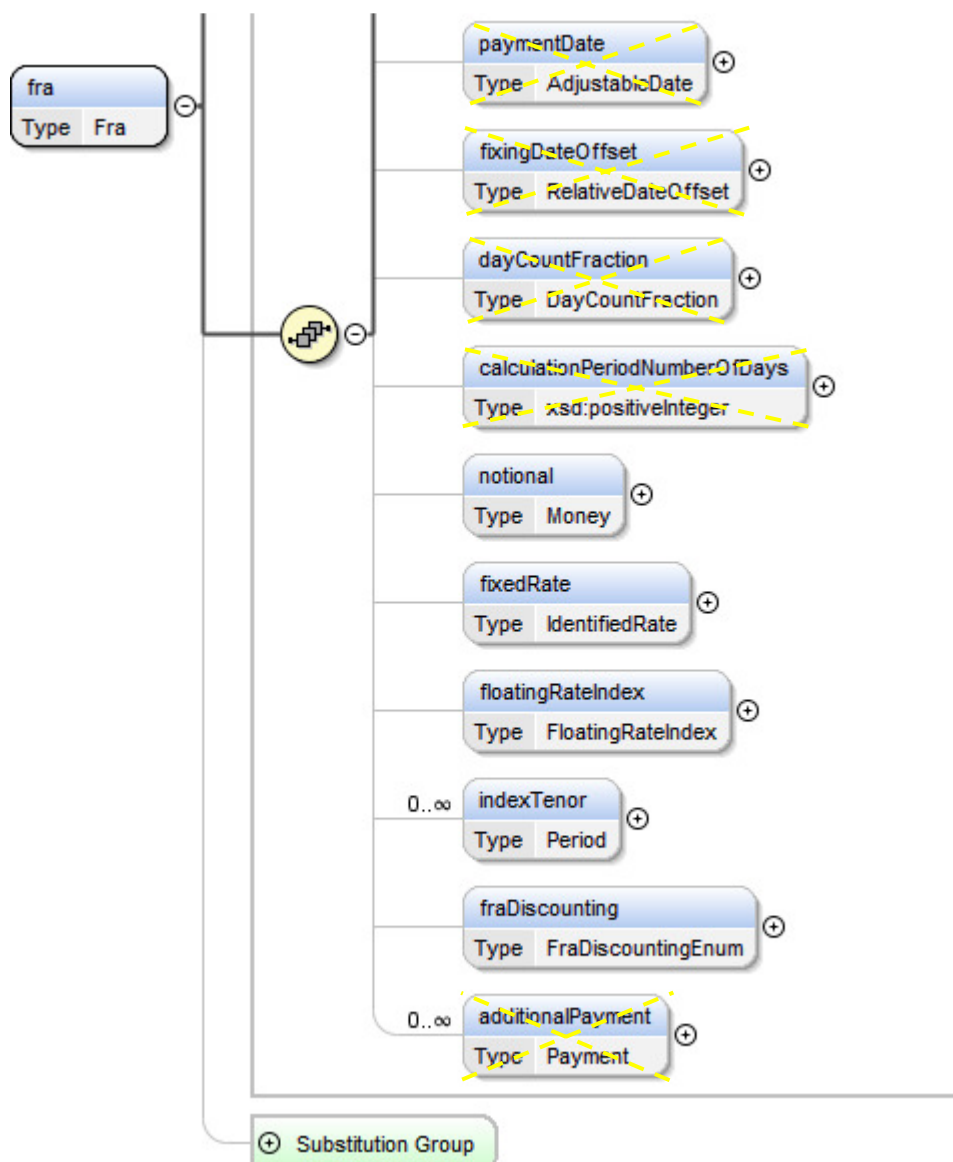 paymentDate
Type AdjustableDate
fra
Type Fra
fixingDateOffset
Type RelativeDateOffset
dayCountFraction
Type DayCountFraction
calculationPeriodNumberOfDays
Type xsd:positiveInteger
notional
Type Money
fixedRate
Type IdentifiedRate
floatingRateIndex
Type FloatingRateIndex
0..∞ indexTenor
Type Period
fraDiscounting
Type FraDiscountingEnum
0..∞ additionalPayment
Type Payment
Substitution Group